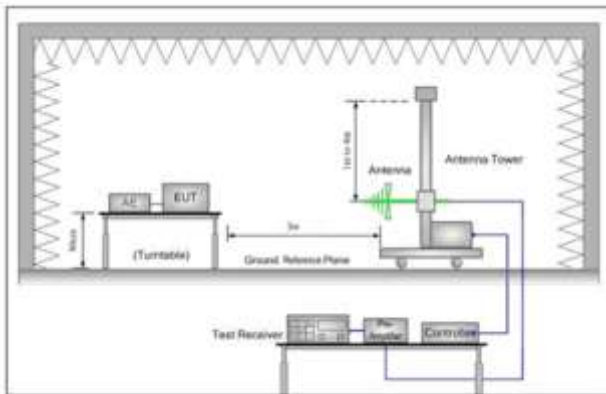 Antenna Tower
Antenna
EUT
AE
(Turntable)
3m
Ground Reference Plane
Test Receiver
Controller